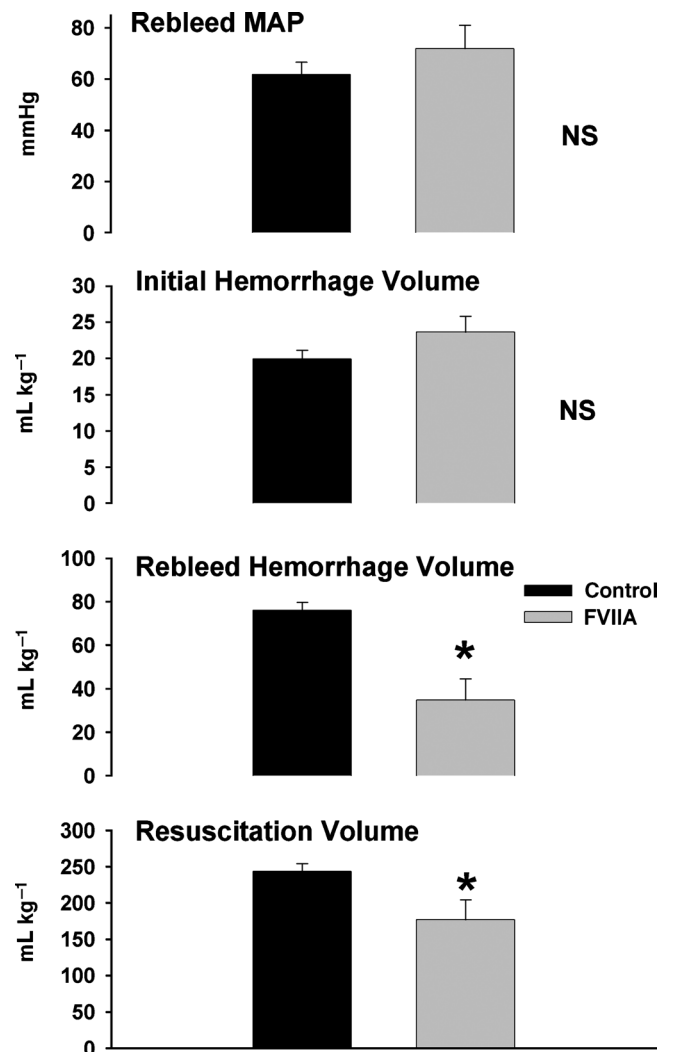 Rebleed MAP
80
60
40
20
0
mmHg
NS
Initial Hemorrhage Volume
30
25
20
15
10
5
0
mL kg⁻¹
NS
Rebleed Hemorrhage Volume
100
80
60
40
20
0
mL kg⁻¹
Control
FVIIA
*
Resuscitation Volume
300
250
200
150
100
50
0
mL kg⁻¹
*